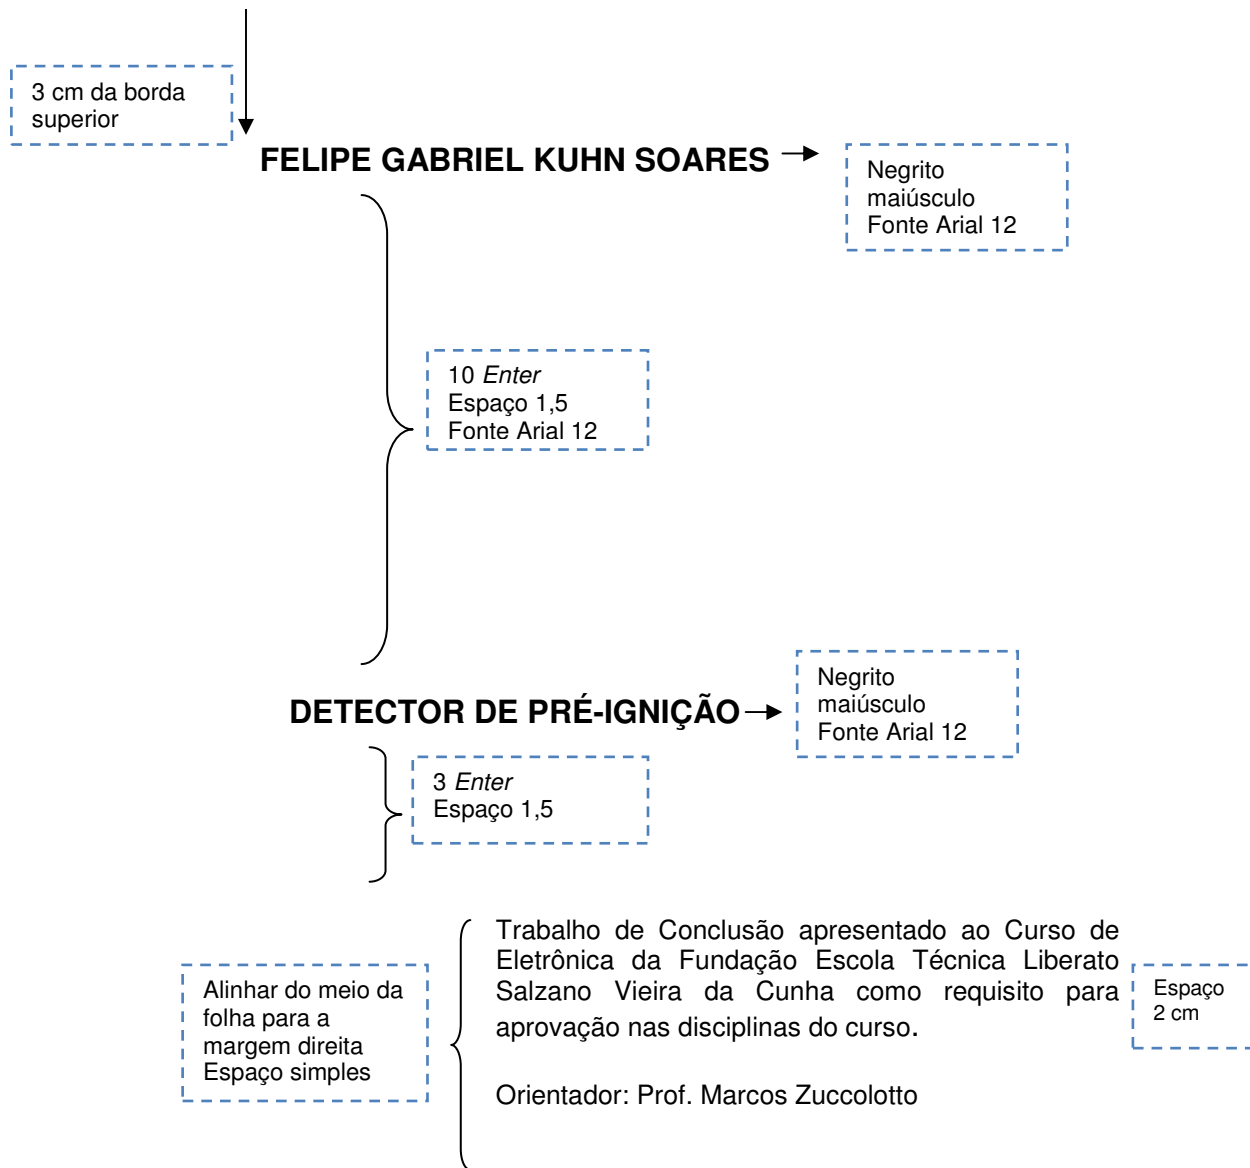 3 cm da borda
superior
FELIPE GABRIEL KUHN SOARES
Negrito
maiúsculo
Fonte Arial 12
10 Enter
Espaço 1,5
Fonte Arial 12
DETECTOR DE PRÉ-IGNIÇÃO
Negrito
maiúsculo
Fonte Arial 12
3 Enter
Espaço 1,5
Alinhar do meio da
folha para a
margem direita
Espaço simples
Trabalho de Conclusão apresentado ao Curso de
Eletrônica da Fundação Escola Técnica Liberato
Salzano Vieira da Cunha como requisito para
aprovação nas disciplinas do curso.
Orientador: Prof. Marcos Zuccolotto
Espaço
2 cm